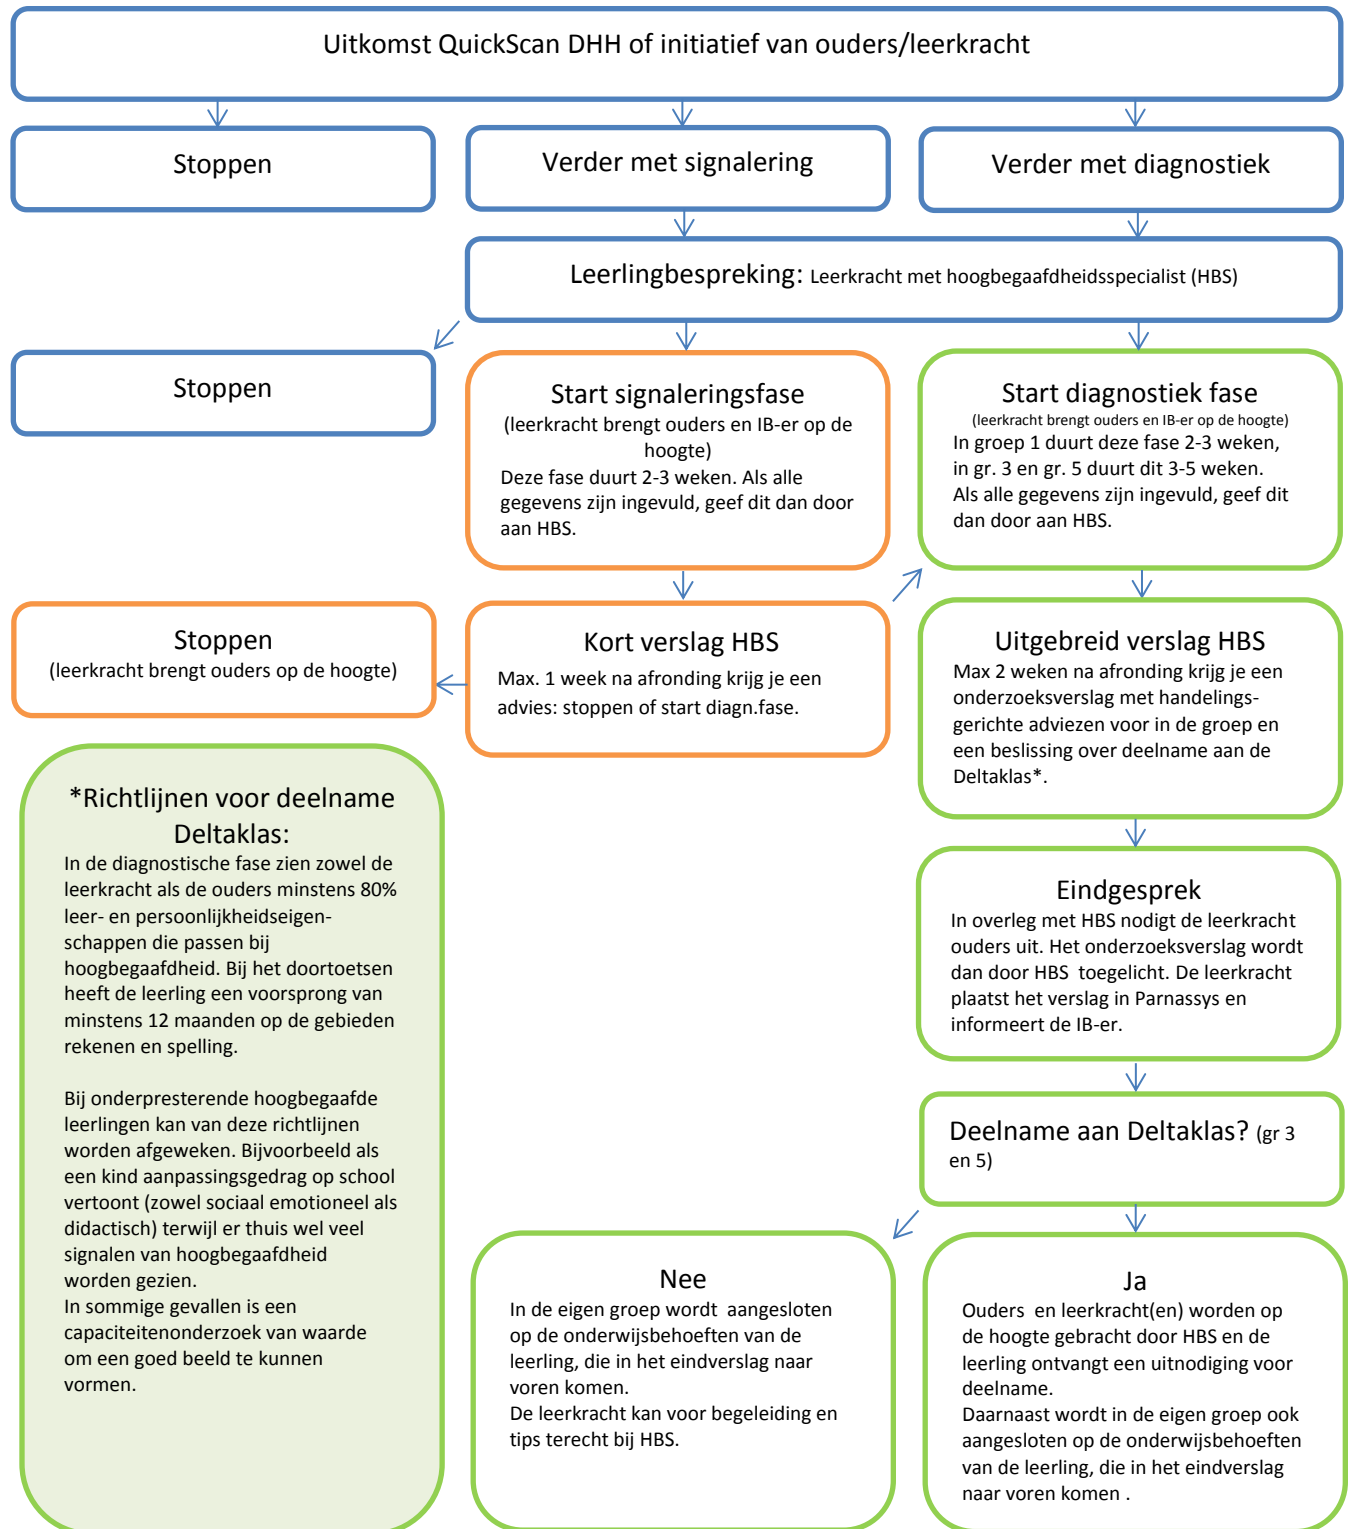 Uitkomst QuickScan DHH of initiatief van ouders/leerkracht
Stoppen
Verder met signalering
Verder met diagnostiek
Leerlingbespreking: Leerkracht met hoogbegaafdheidsspecialist (HBS)
Stoppen
Start signaleringsfase
(leerkracht brengt ouders en IB-er op de
hoogte)
Deze fase duurt 2-3 weken. Als alle
gegevens zijn ingevuld, geef dit dan door
aan HBS.
Start diagnostiek fase
(leerkracht brengt ouders en IB-er op de hoogte)
In groep 1 duurt deze fase 2-3 weken,
in gr. 3 en gr. 5 duurt dit 3-5 weken.
Als alle gegevens zijn ingevuld, geef dit
dan door aan HBS.
Stoppen
(leerkracht brengt ouders op de hoogte)
Kort verslag HBS
Max. 1 week na afronding krijg je een
advies: stoppen of start diagn.fase.
Uitgebreid verslag HBS
Max 2 weken na afronding krijg je een
onderzoeksverslag met handelings-
gerichte adviezen voor in de groep en
een beslissing over deelname aan de
Deltaklas*.
*Richtlijnen voor deelname
Deltaklas:
In de diagnostische fase zien zowel de
leerkracht als de ouders minstens 80%
leer- en persoonlijkheidseigen-
schappen die passen bij
hoogbegaafdheid. Bij het doortoetsen
heeft de leerling een voorsprong van
minstens 12 maanden op de gebieden
rekenen en spelling.
Bij onderpresterende hoogbegaafde
leerlingen kan van deze richtlijnen
worden afgeweken. Bijvoorbeeld als
een kind aanpassingsgedrag op school
vertoont (zowel sociaal emotioneel als
didactisch) terwijl er thuis wel veel
signalen van hoogbegaafdheid
worden gezien.
In sommige gevallen is een
capaciteitenonderzoek van waarde
om een goed beeld te kunnen
vormen.
Eindgesprek
In overleg met HBS nodigt de leerkracht
ouders uit. Het onderzoeksverslag wordt
dan door HBS toegelicht. De leerkracht
plaatst het verslag in Parnassys en
informeert de IB-er.
Deelname aan Deltaklas? (gr 3
en 5)
Nee
In de eigen groep wordt aangesloten
op de onderwijsbehoeften van de
leerling, die in het eindverslag naar
voren komen.
De leerkracht kan voor begeleiding en
tips terecht bij HBS.
Ja
Ouders en leerkracht(en) worden op
de hoogte gebracht door HBS en de
leerling ontvangt een uitnodiging voor
deelname.
Daarnaast wordt in de eigen groep ook
aangesloten op de onderwijsbehoeften
van de leerling, die in het eindverslag
naar voren komen .